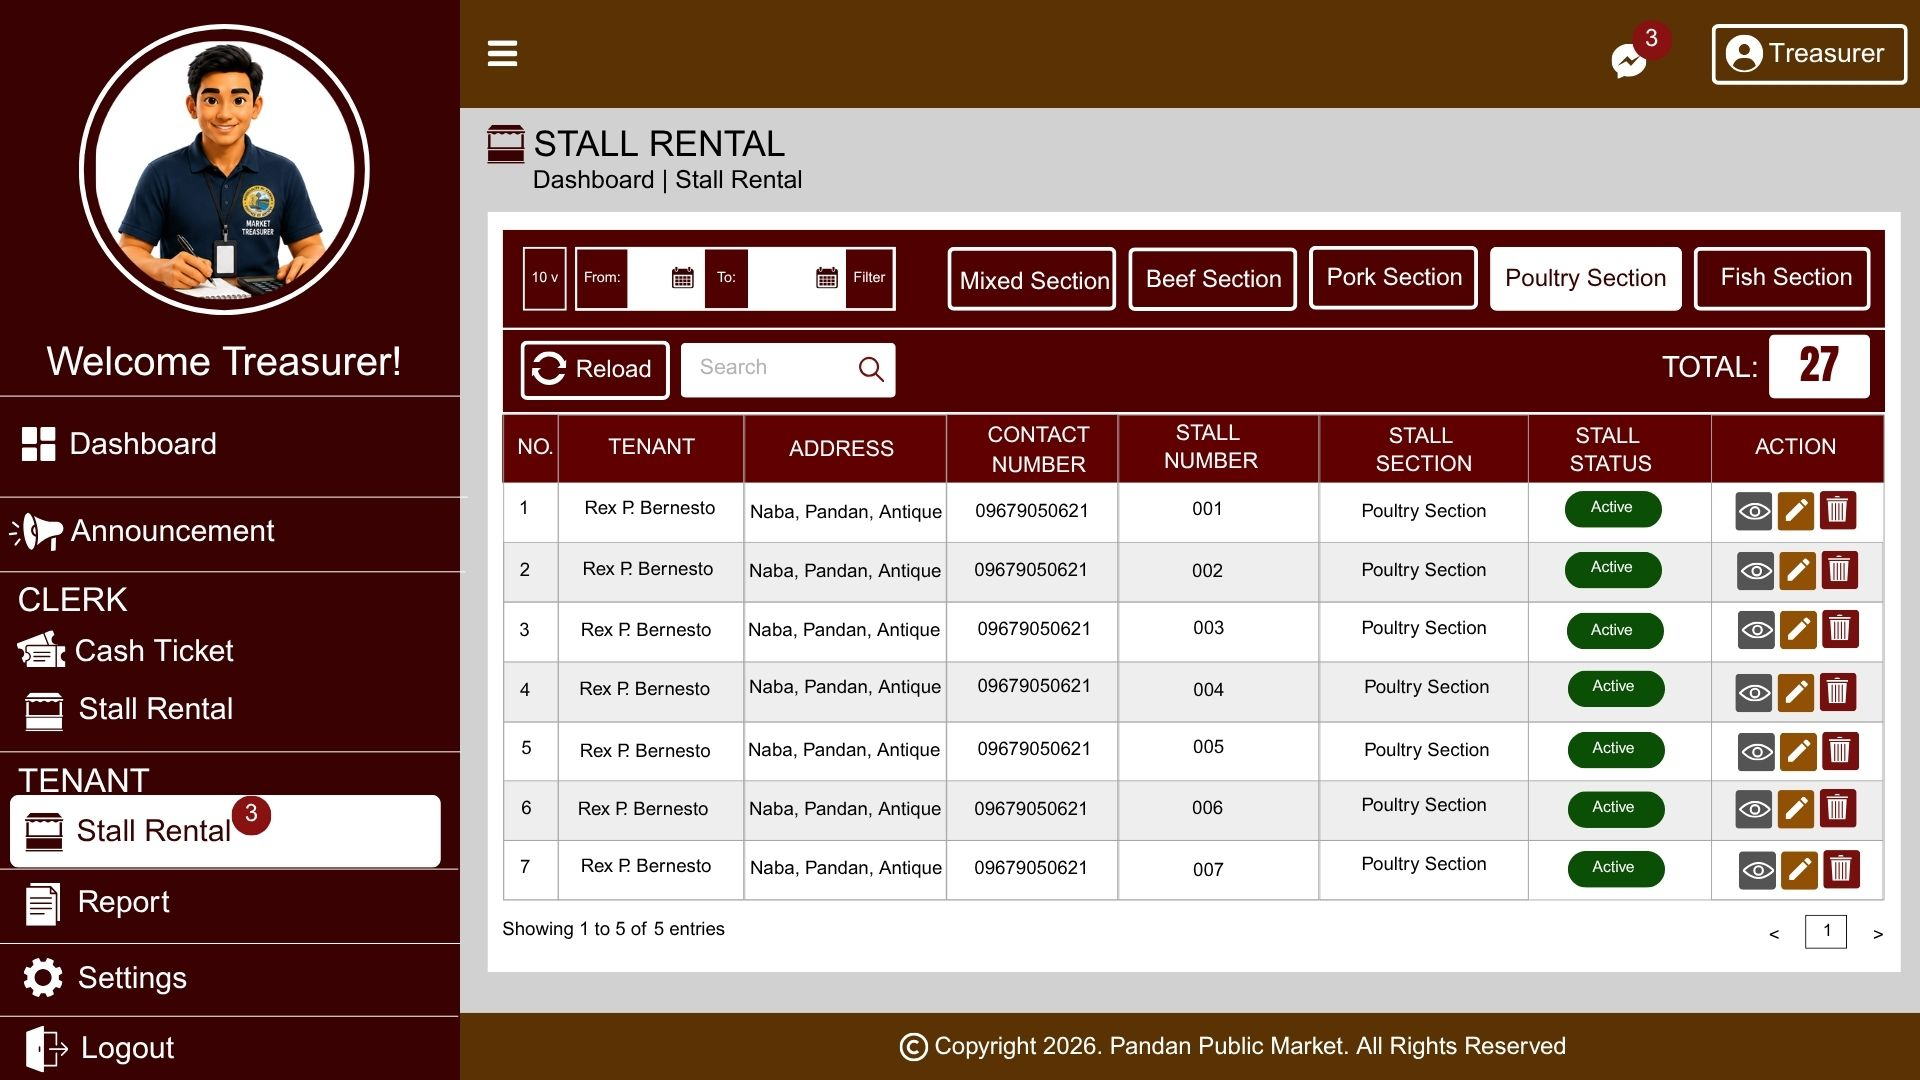 MARKET
TREASURER
Welcome Treasurer!
Dashboard
Announcement
CLERK
Cash Ticket
Stall Rental
TENANT
Stall Rental 3
Report
Settings
Logout
3
Treasurer
STALL RENTAL
Dashboard | Stall Rental
10 v From: To: Filter Mixed Section Beef Section Pork Section Poultry Section Fish Section
Reload Search TOTAL: 27
NO. TENANT ADDRESS CONTACT NUMBER STALL NUMBER STALL SECTION STALL STATUS ACTION
1 Rex P. Bernesto Naba, Pandan, Antique 09679050621 001 Poultry Section Active
2 Rex P. Bernesto Naba, Pandan, Antique 09679050621 002 Poultry Section Active
3 Rex P. Bernesto Naba, Pandan, Antique 09679050621 003 Poultry Section Active
4 Rex P. Bernesto Naba, Pandan, Antique 09679050621 004 Poultry Section Active
5 Rex P. Bernesto Naba, Pandan, Antique 09679050621 005 Poultry Section Active
6 Rex P. Bernesto Naba, Pandan, Antique 09679050621 006 Poultry Section Active
7 Rex P. Bernesto Naba, Pandan, Antique 09679050621 007 Poultry Section Active
Showing 1 to 5 of 5 entries
< 1 >
© Copyright 2026. Pandan Public Market. All Rights Reserved